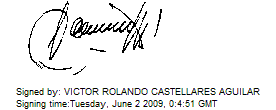 Signed by: VICTOR ROLANDO CASTELLARES AGUILAR
Signing time:Tuesday, June 2 2009, 0:4:51 GMT